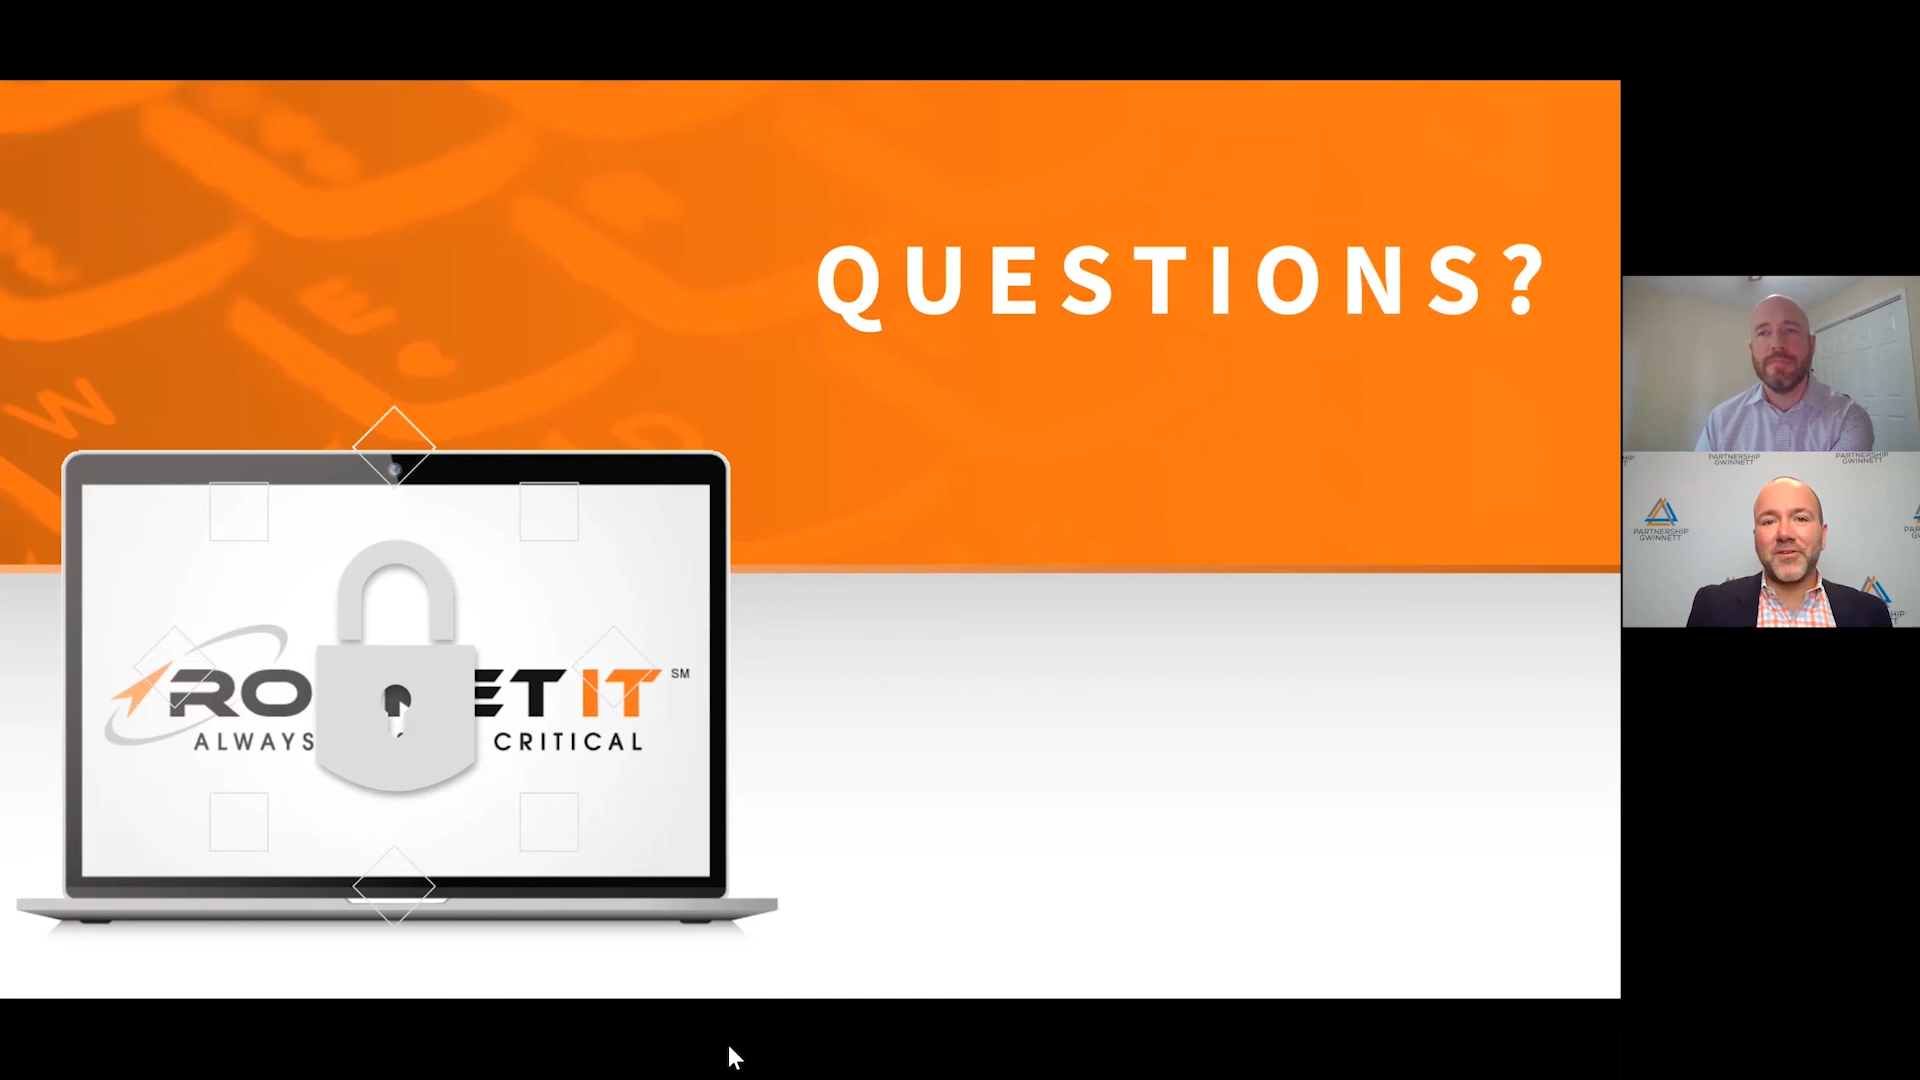 QUESTIONS?
W
E
D
RO ET IT SM
ALWAYS CRITICAL
PARTNERSHIP
GWINNETT
PARTNERSHIP
GWINNETT
PARTNERSHIP
GWINNETT